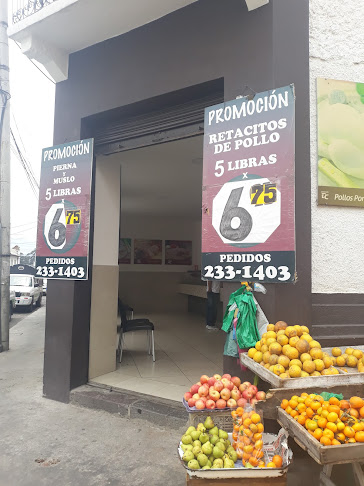 PROMOCIÓN
PIERNA
Y
MUSLO
5 LIBRAS
X
6 75
PEDIDOS
233-1403
PROMOCIÓN
RETACITOS
DE POLLO
5 LIBRAS
X
6 75
PEDIDOS
233-1403
Pollos Por